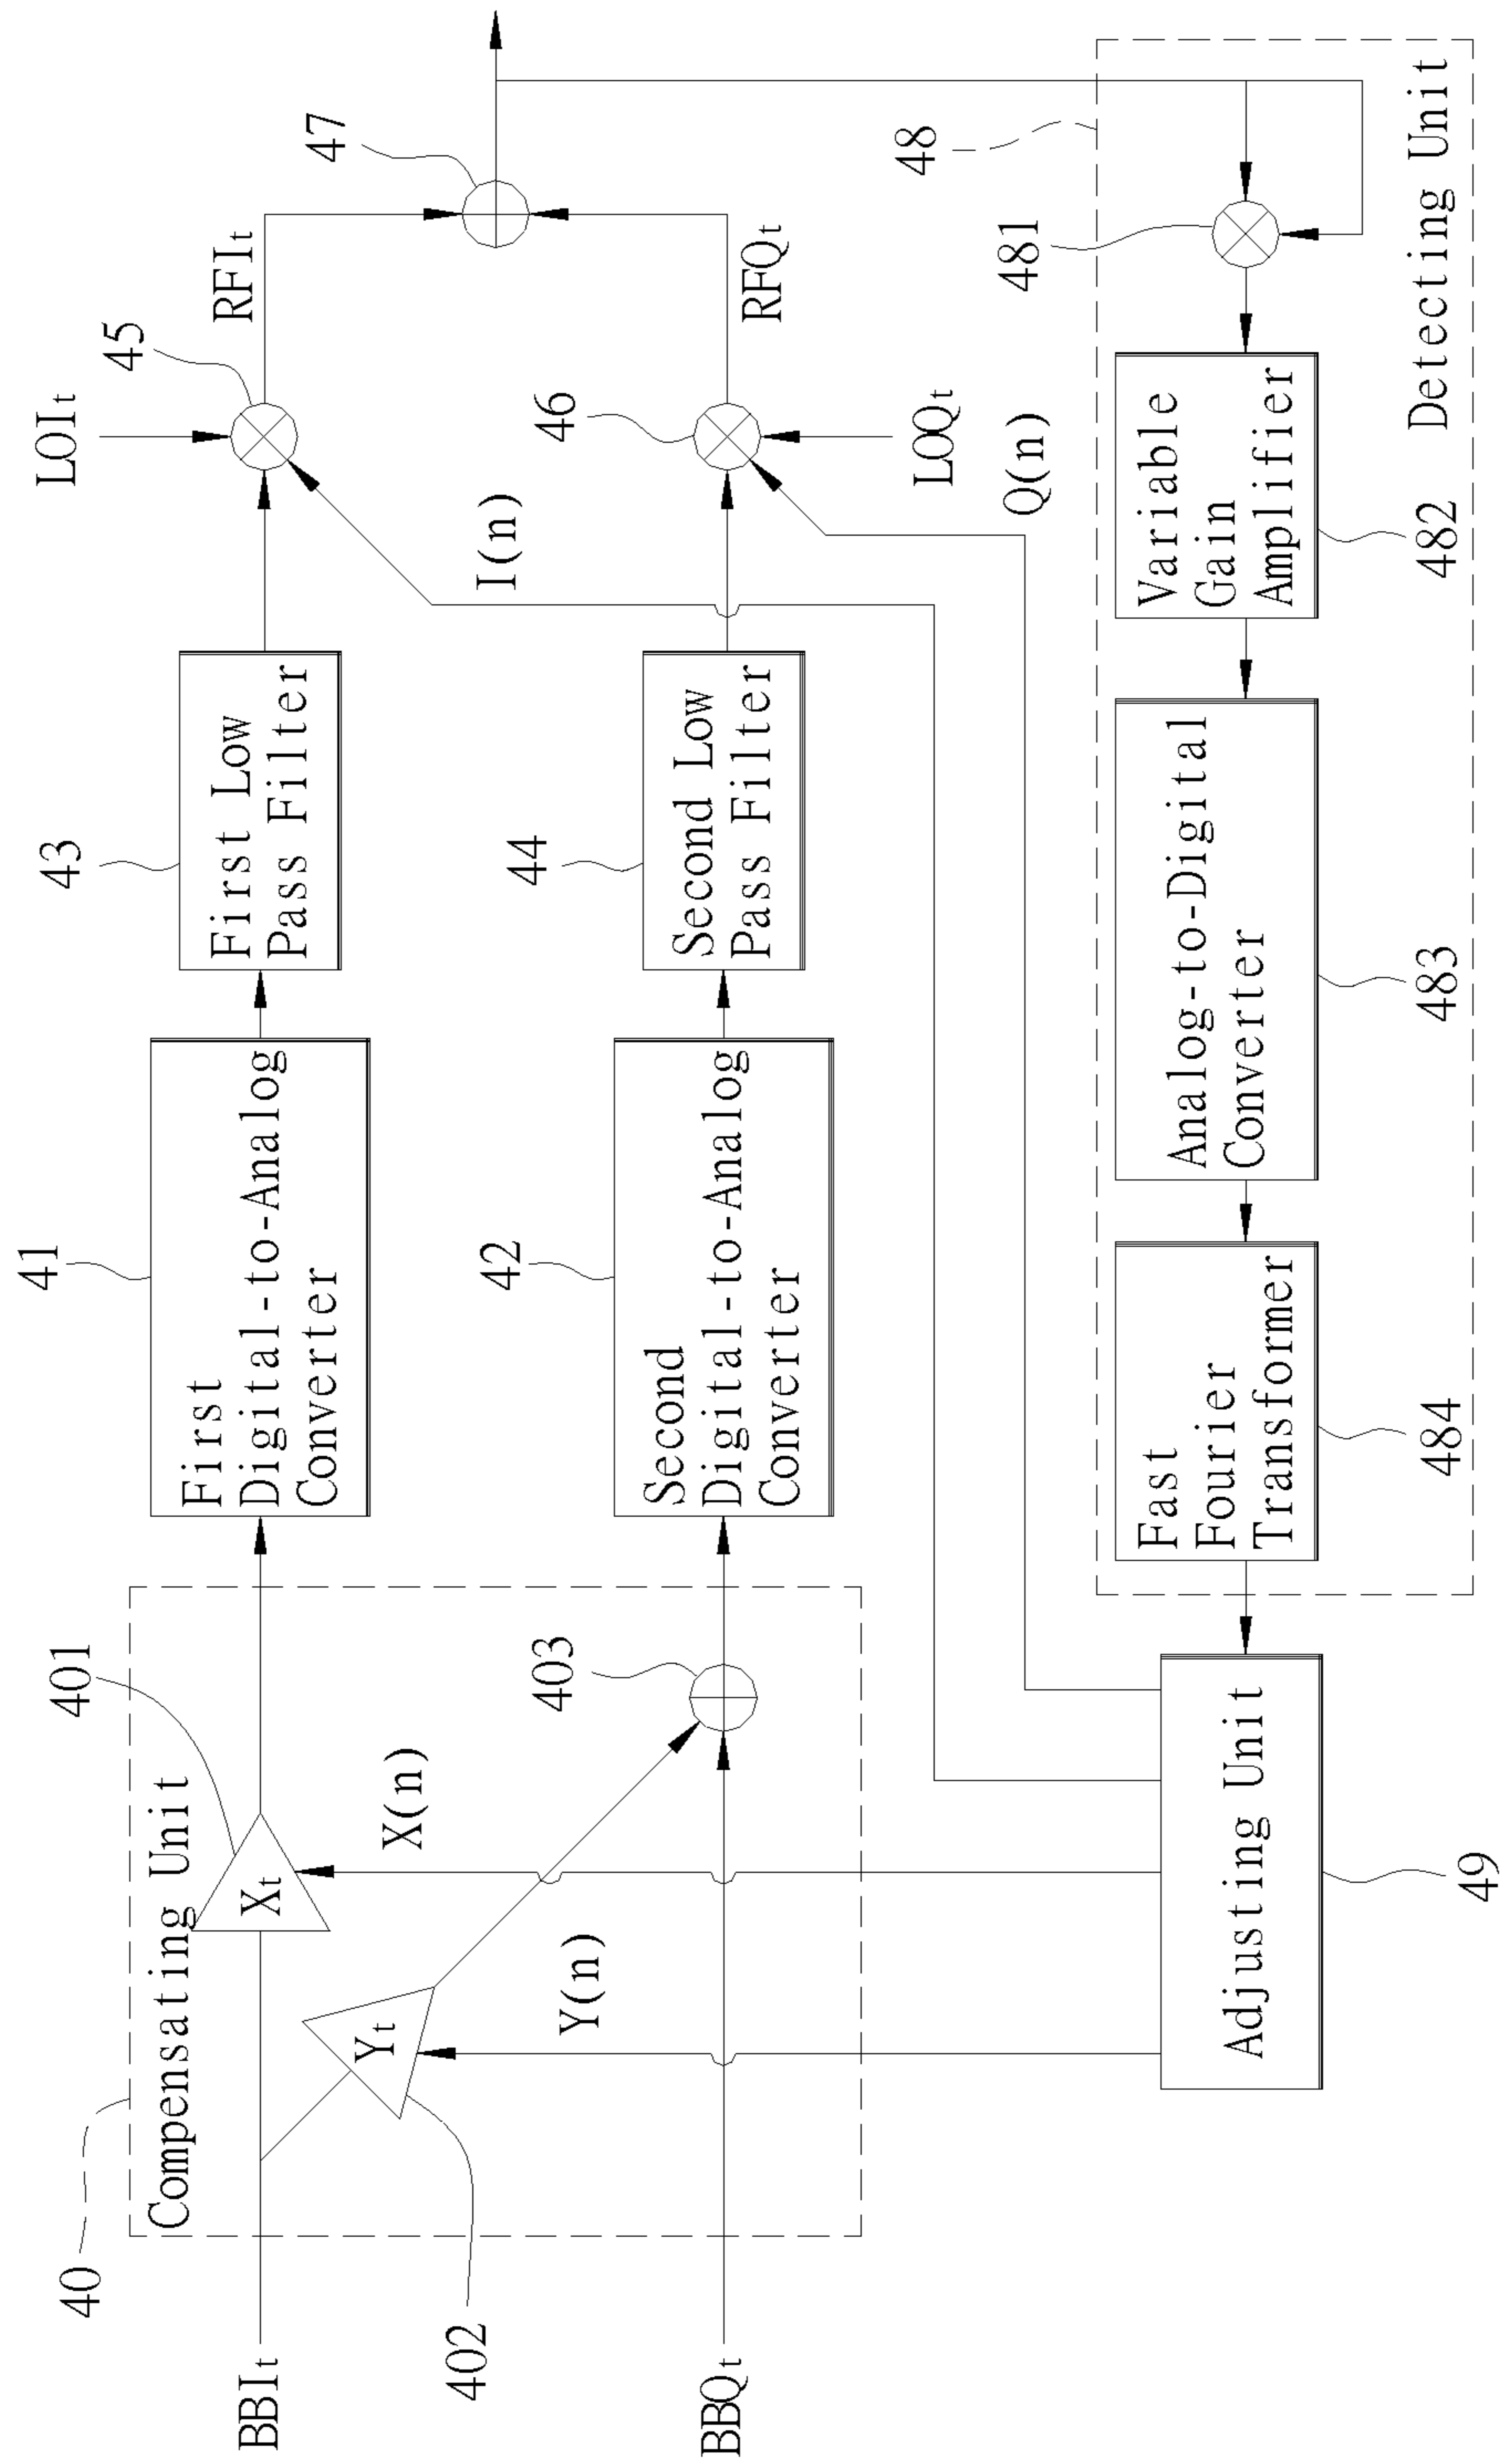 40
Compensating Unit
401
41
First
Digital-to-Analog
Converter
43
First Low
Pass Filter
LOIt
45
RFIt
47
BBIt
Xt
X(n)
402
Yt
Y(n)
403
BBQt
42
Second
Digital-to-Analog
Converter
44
Second Low
Pass Filter
I(n)
46
RFQt
LOQt
Q(n)
48
481
Adjusting Unit
49
Fast
Fourier
Transformer
484
Analog-to-Digital
Converter
483
Variable
Gain
Amplifier
482
Detecting Unit